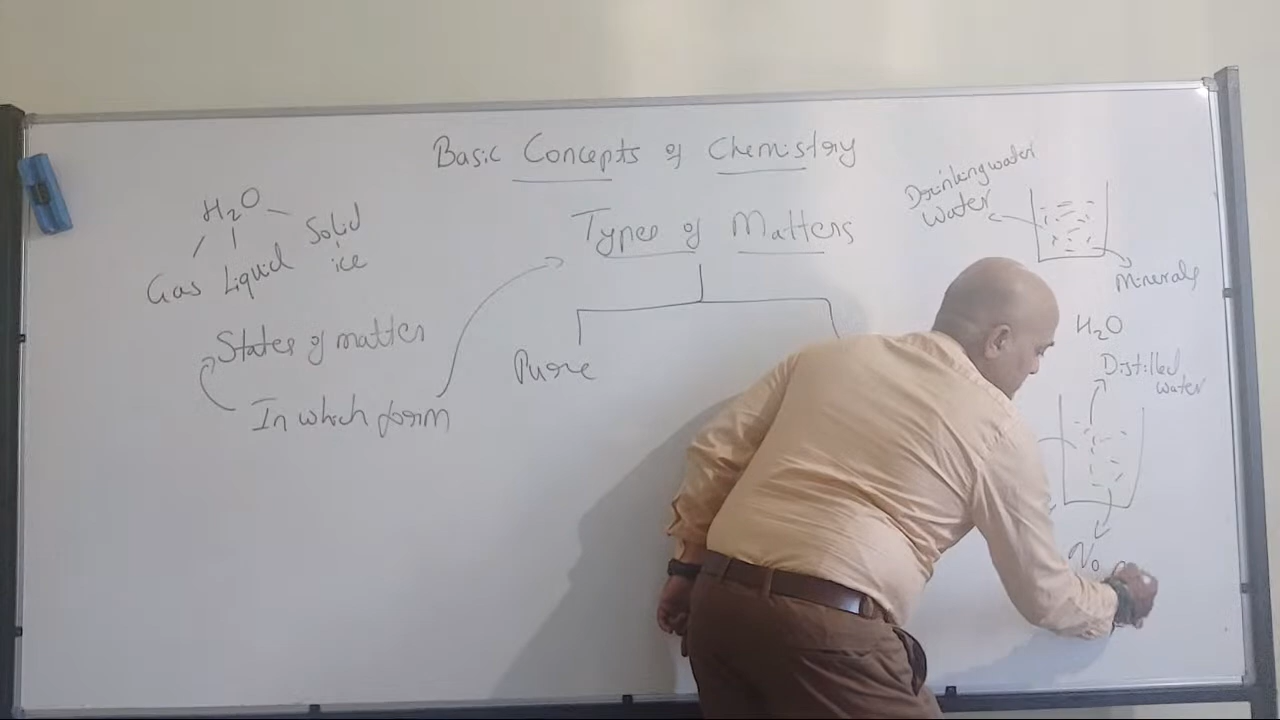 Basic Concepts of Chemistry
Types of Matters
Pure
H₂O
Solid
ice
Gas Liquid
States of matter
In which form
Drinking water
water
Minerals
H₂O
Distilled
water
No